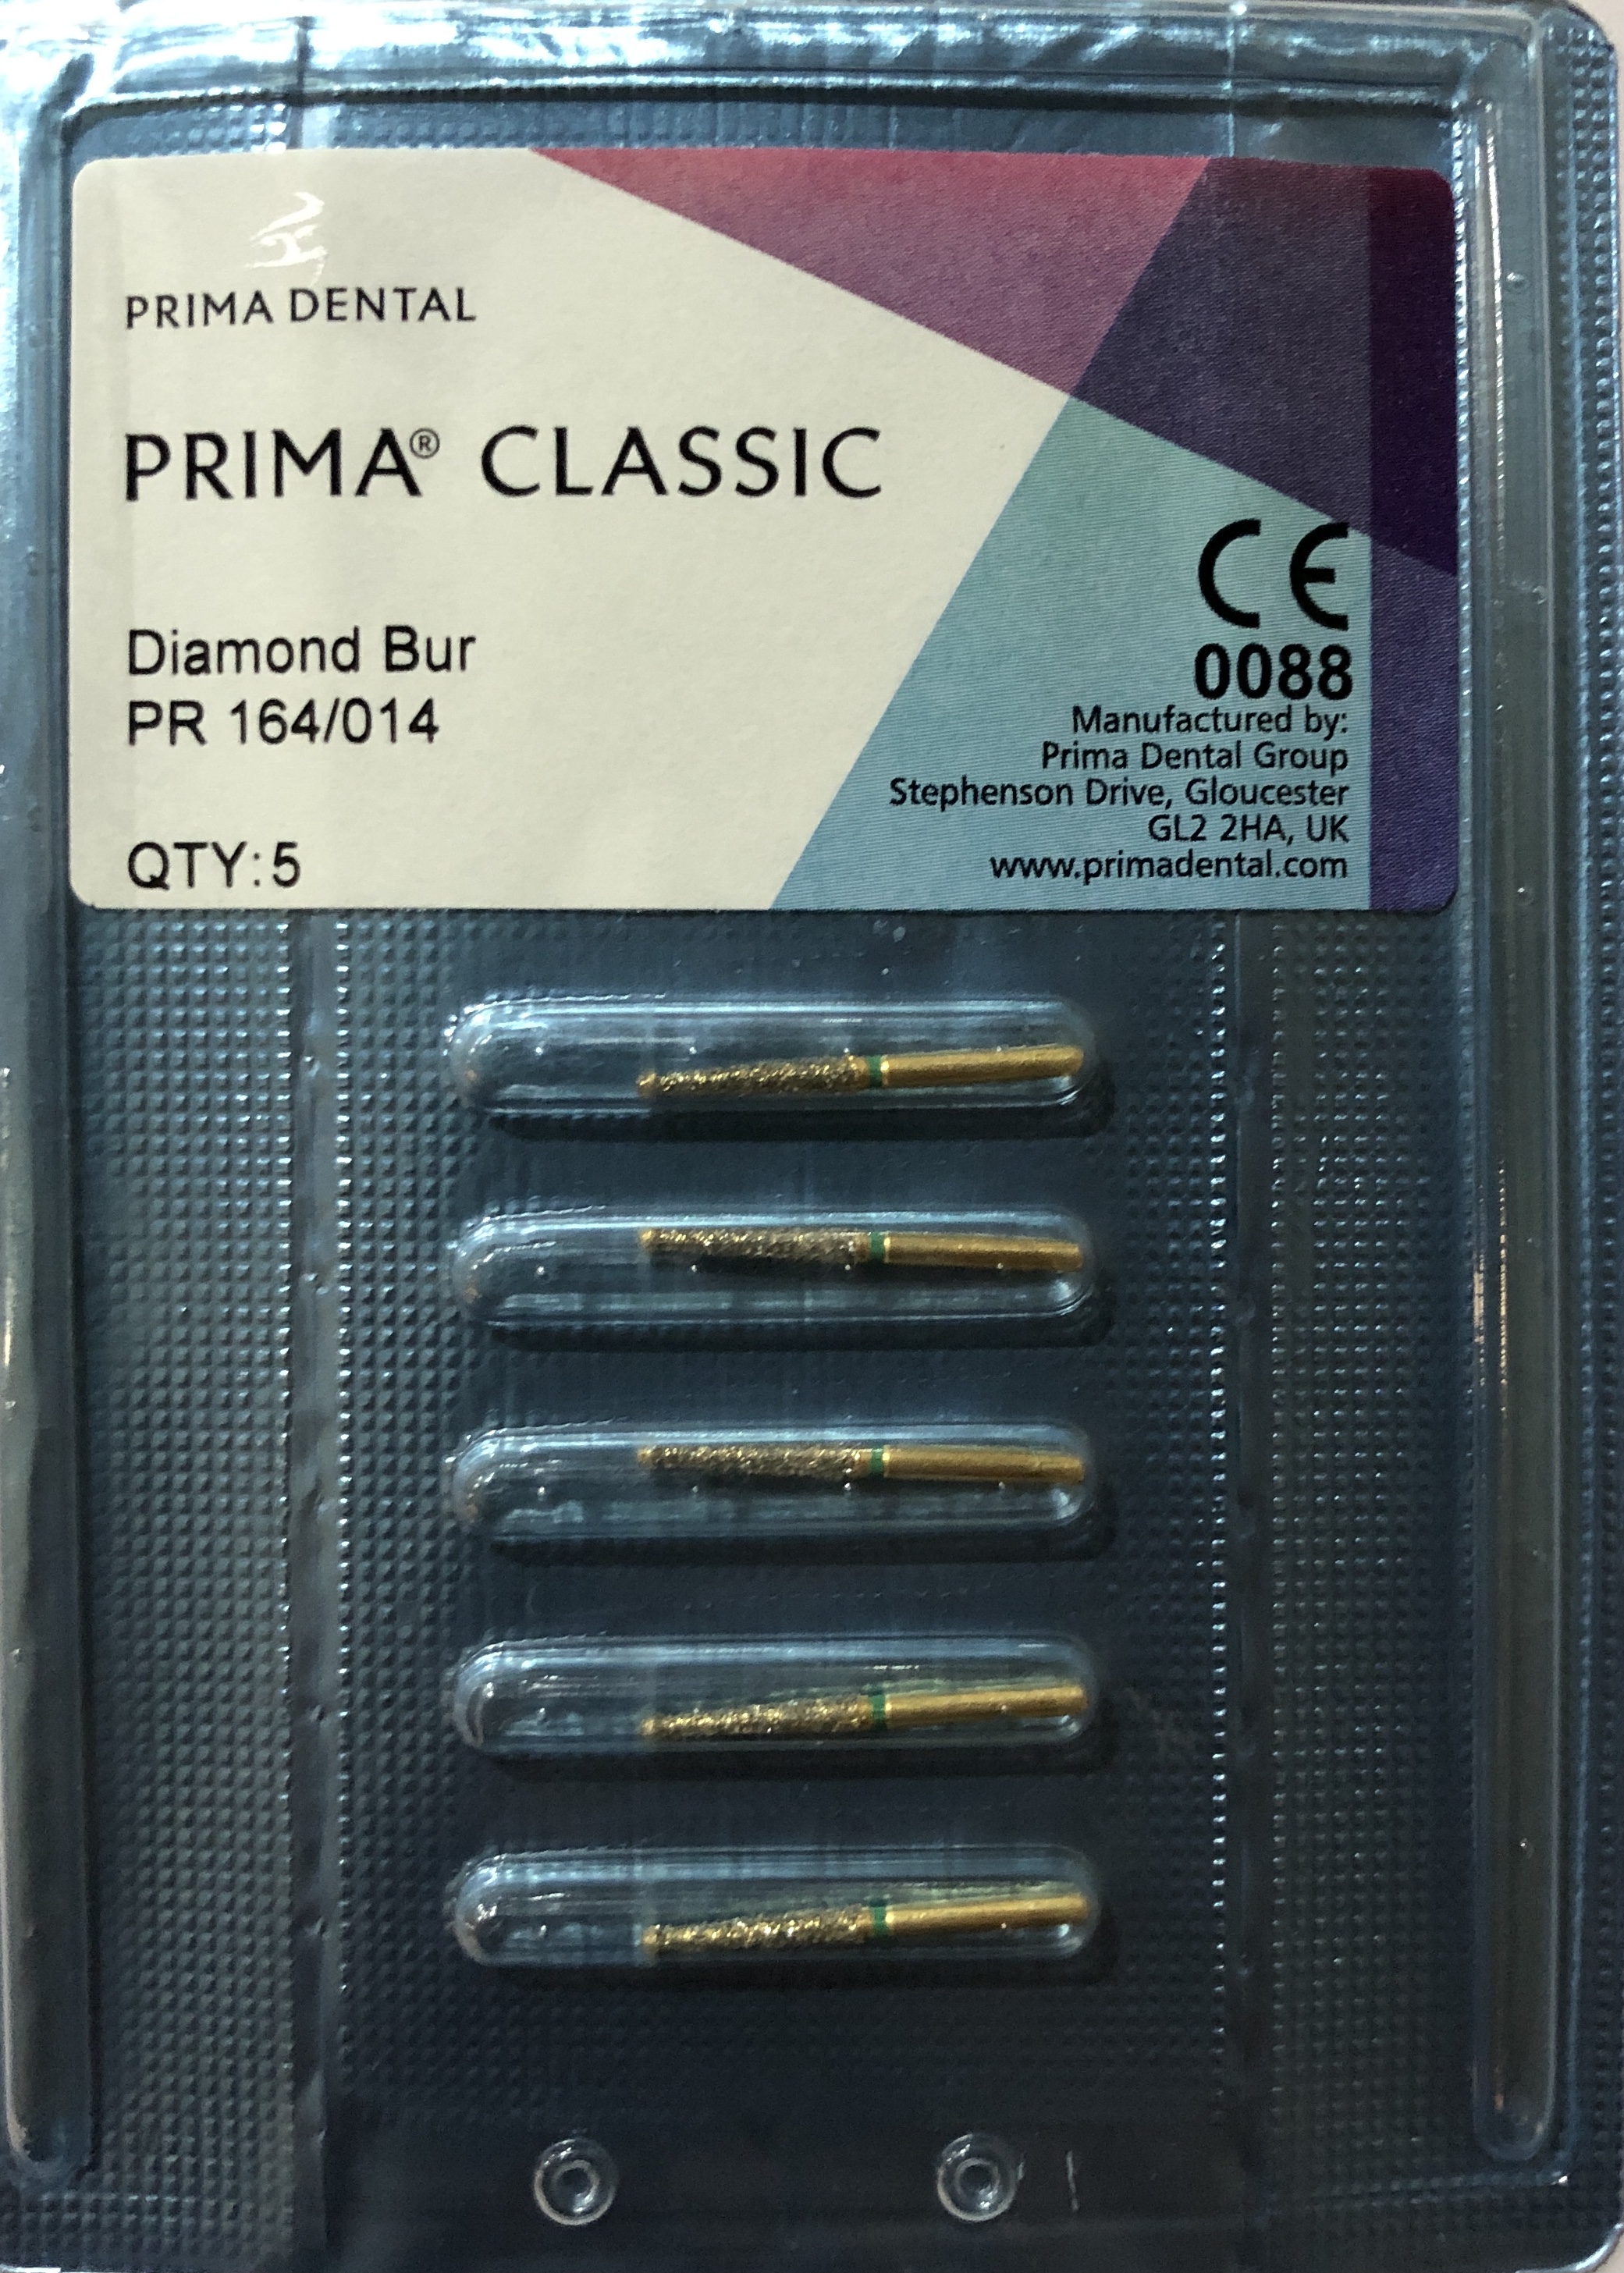 PRIMA DENTAL
PRIMA® CLASSIC
Diamond Bur
PR 164/014
QTY:5
CE
0088
Manufactured by:
Prima Dental Group
Stephenson Drive, Gloucester
GL2 2HA, UK
www.primadental.com